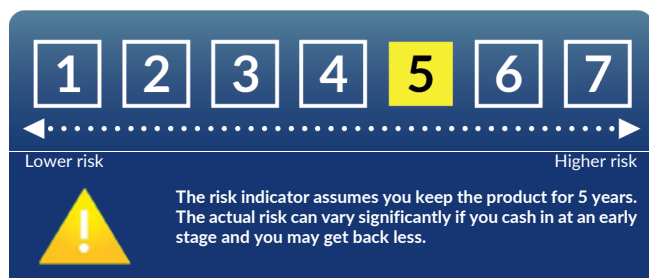 1 2 3 4 5 6 7
Lower risk Higher risk
The risk indicator assumes you keep the product for 5 years.
The actual risk can vary significantly if you cash in at an early
stage and you may get back less.